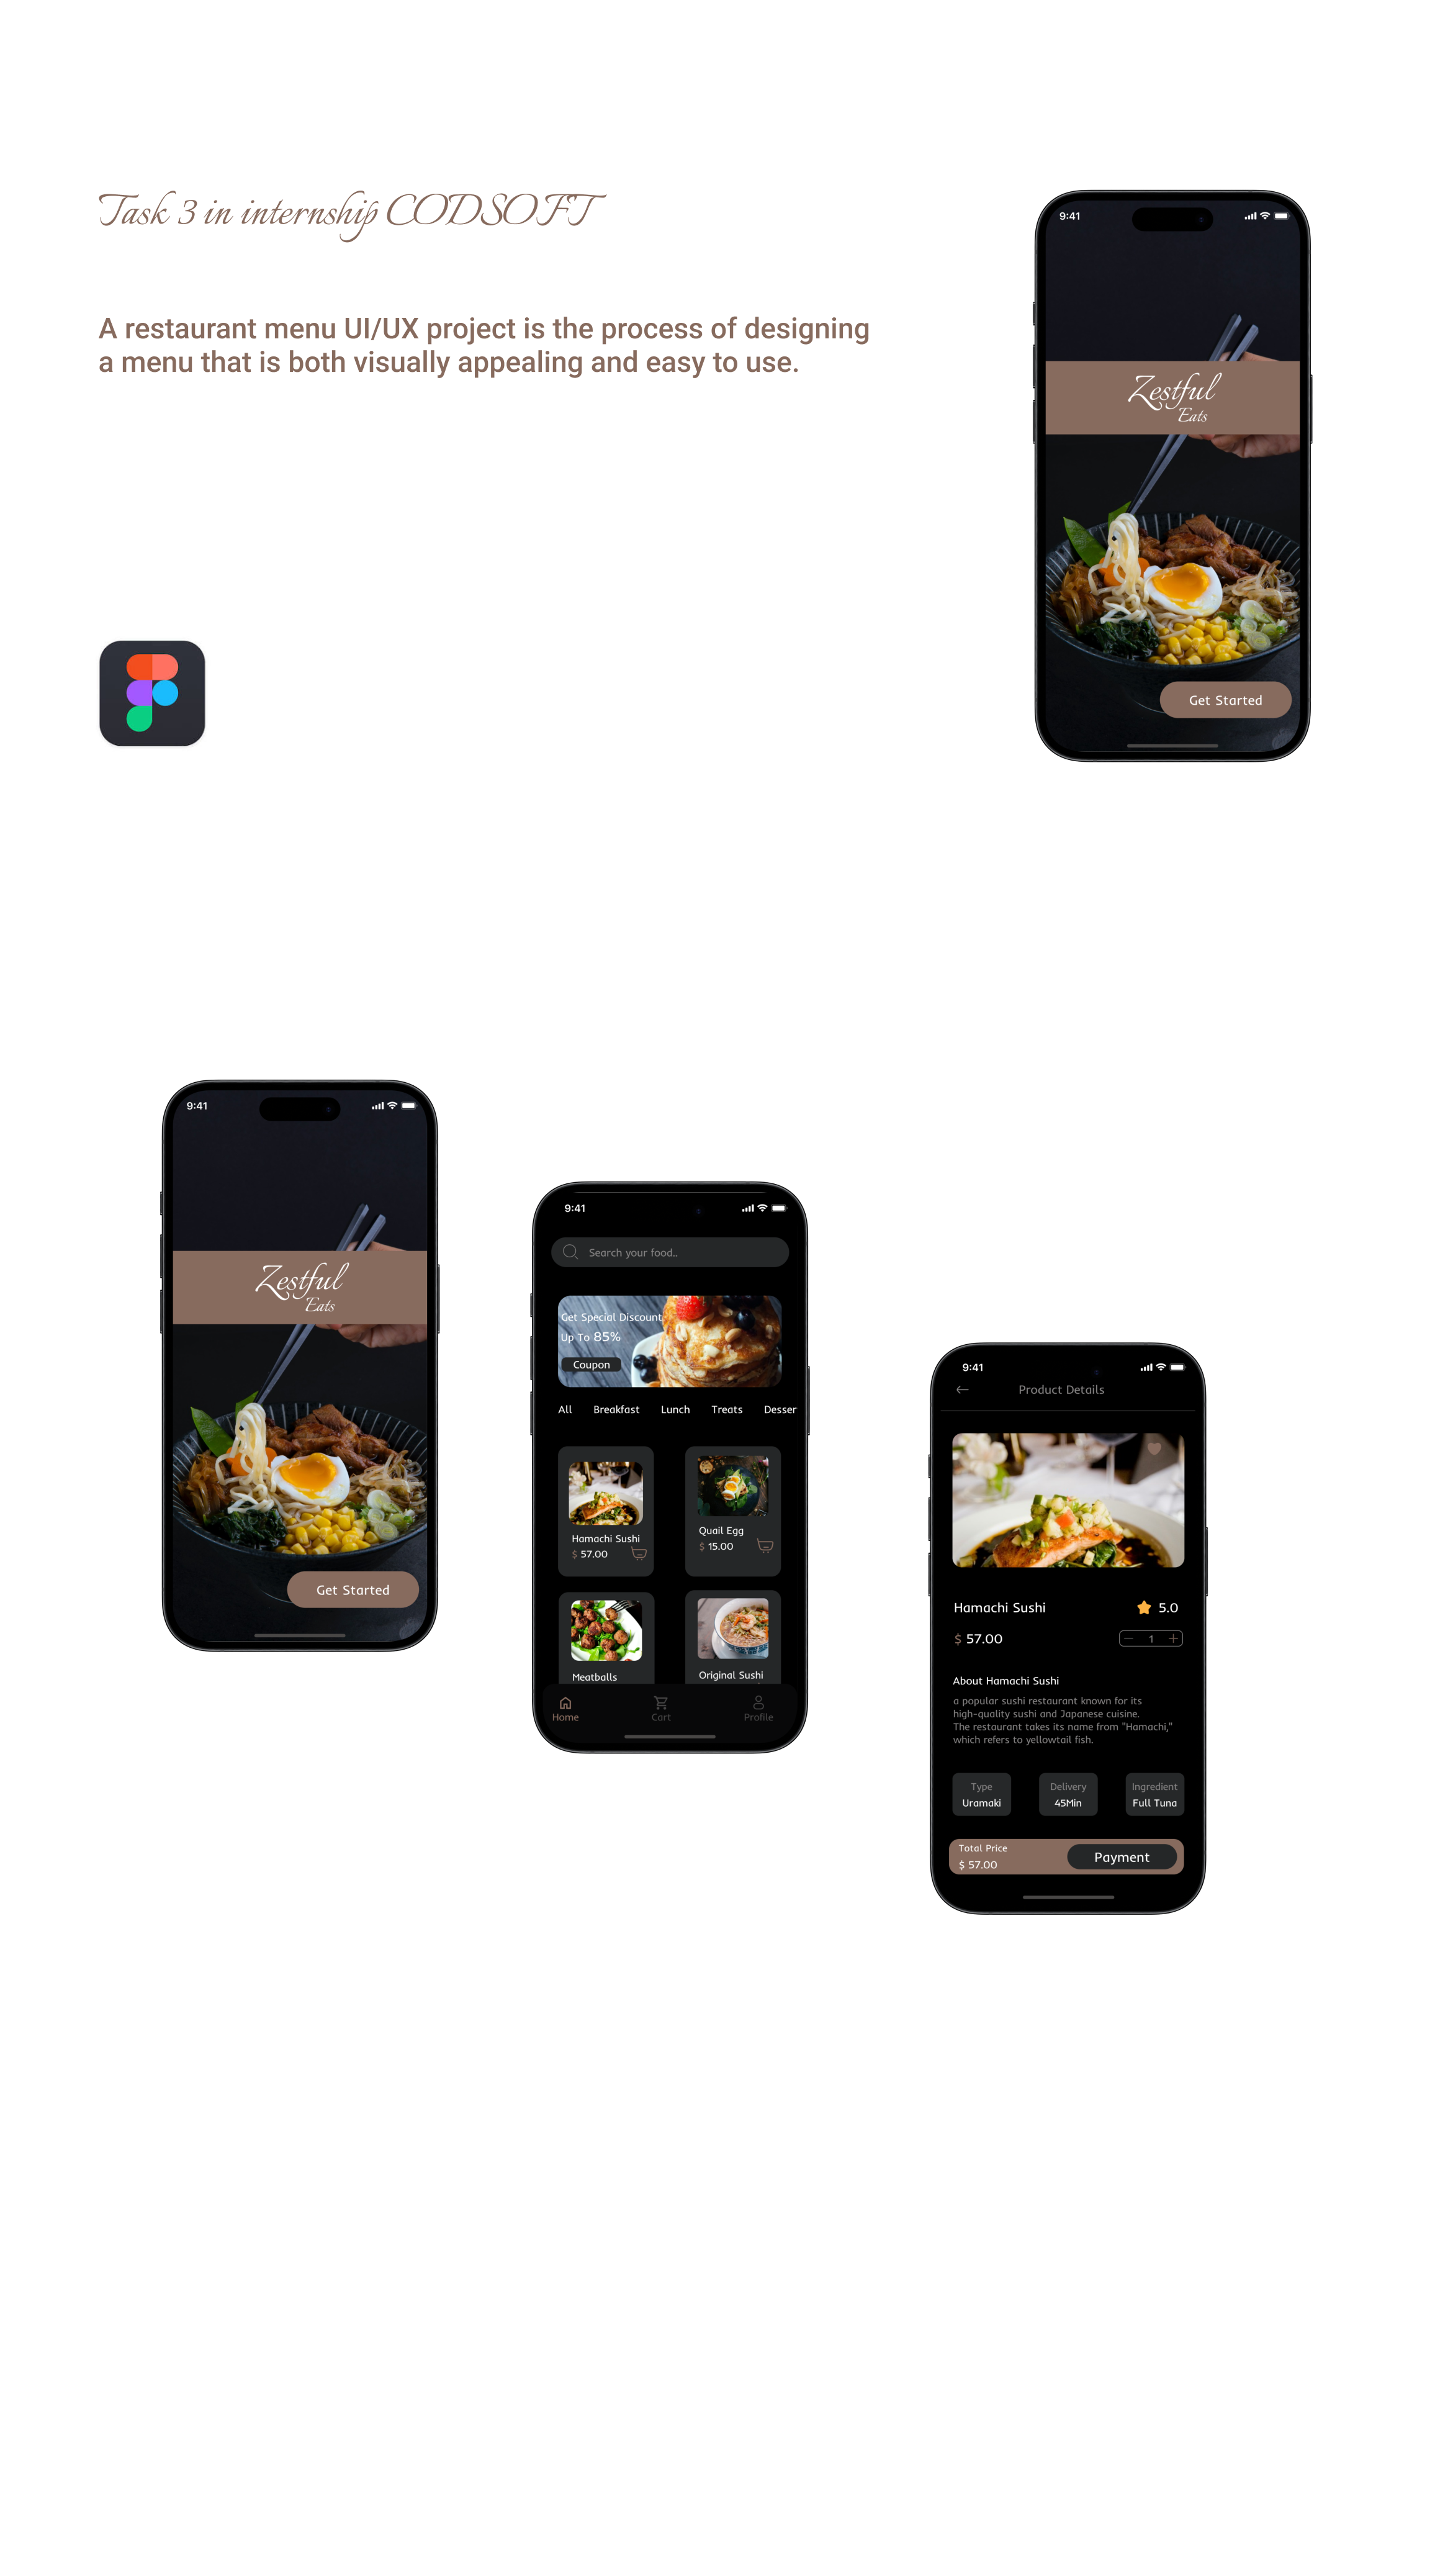 Task 3 in internship CODSOFT
A restaurant menu UI/UX project is the process of designing
a menu that is both visually appealing and easy to use.
9:41
Zestful
Eats
Get Started
9:41
Zestful
Eats
Get Started
9:41
Search your food..
Get Special Discount
Up To 85%
Coupon
All Breakfast Lunch Treats Desser
Hamachi Sushi
$ 57.00
Quail Egg
$ 15.00
Meatballs
Original Sushi
Home Cart Profile
9:41
Product Details
Hamachi Sushi 5.0
$ 57.00 1
About Hamachi Sushi
a popular sushi restaurant known for its
high-quality sushi and Japanese cuisine.
The restaurant takes its name from "Hamachi,"
which refers to yellowtail fish.
Type
Uramaki
Delivery
45Min
Ingredient
Full Tuna
Total Price
$ 57.00
Payment